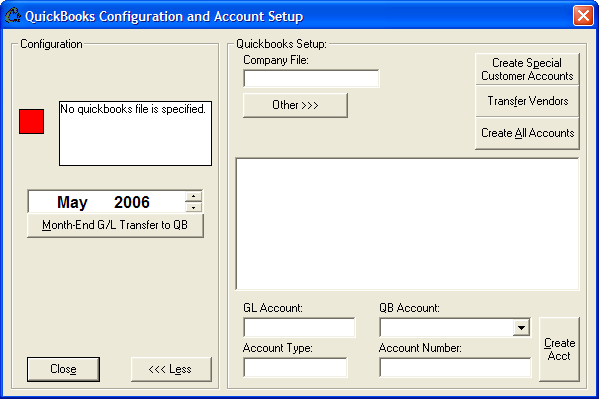 QuickBooks Configuration and Account Setup
Configuration
No quickbooks file is specified.
May 2006
Month-End G/L Transfer to QB
Close
<<< Less
Quickbooks Setup:
Company File:
Other >>>
Create Special
Customer Accounts
Transfer Vendors
Create All Accounts
GL Account:
QB Account:
Account Type:
Account Number:
Create
Acct